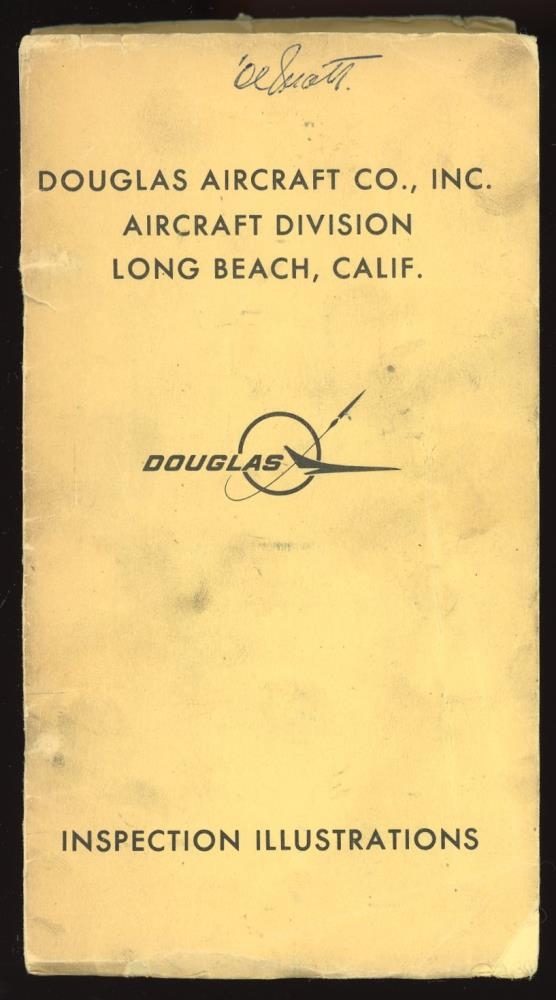 DOUGLAS AIRCRAFT CO., INC.
AIRCRAFT DIVISION
LONG BEACH, CALIF.
DOUGLAS
INSPECTION ILLUSTRATIONS